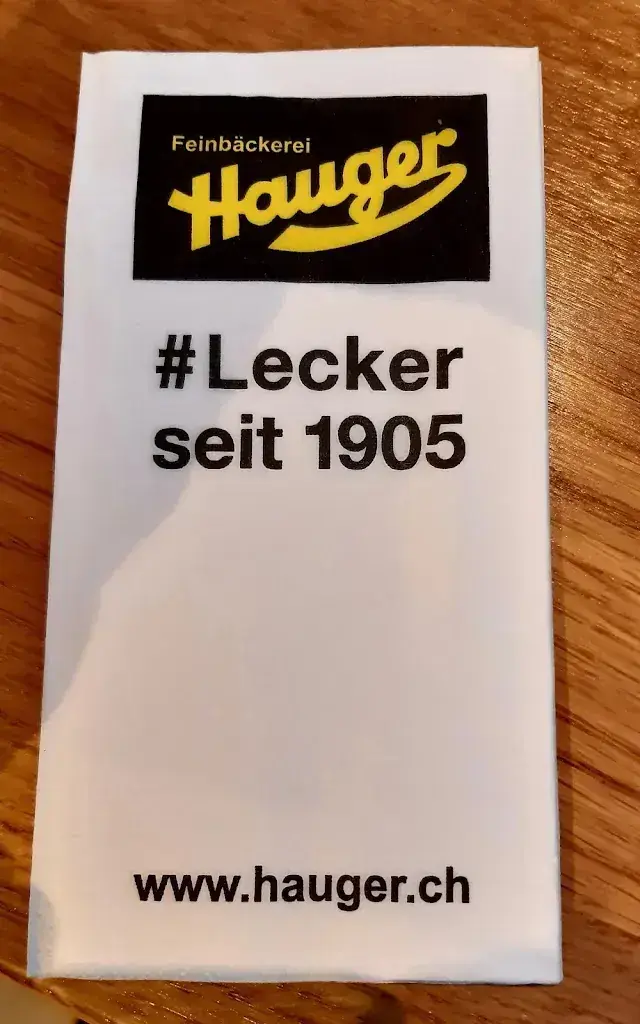 Feinbäckerei
Hauger
#Lecker
seit 1905
www.hauger.ch